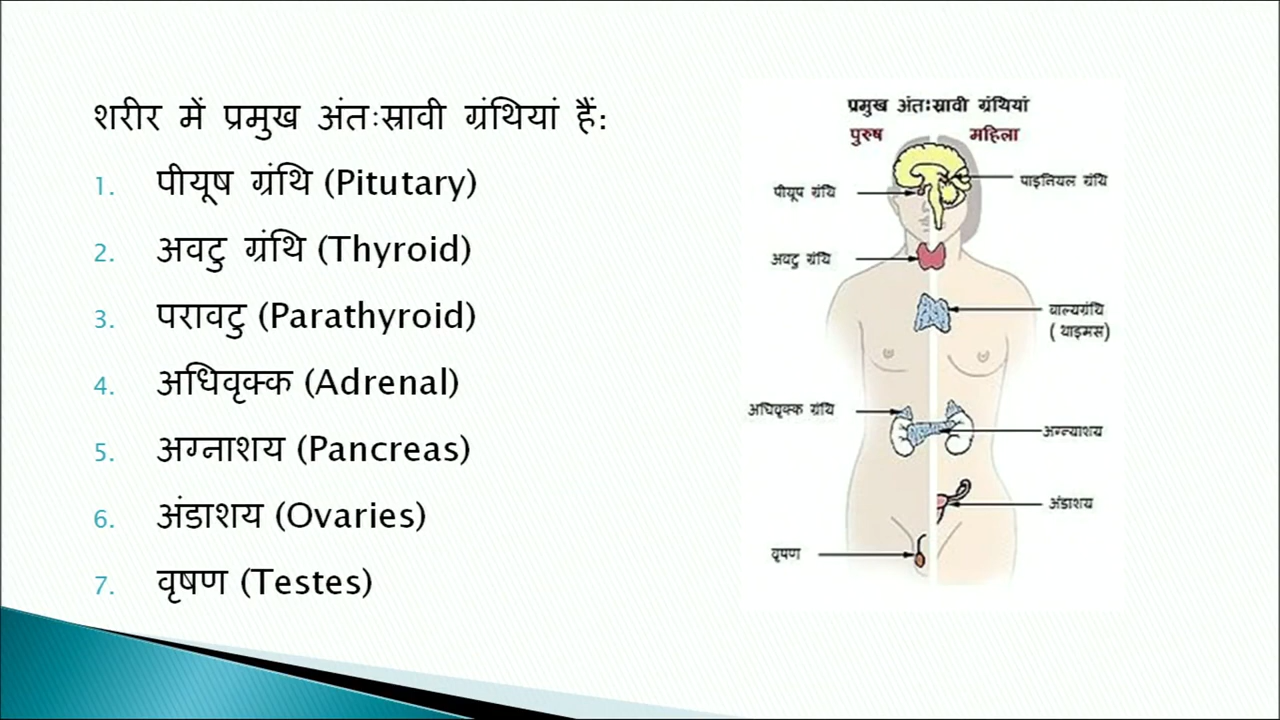 शरीर में प्रमुख अंतःस्रावी ग्रंथियां हैं:
1. पीयूष ग्रंथि (Pitutary)
2. अवटु ग्रंथि (Thyroid)
3. परावटु (Parathyroid)
4. अधिवृक्क (Adrenal)
5. अग्नाशय (Pancreas)
6. अंडाशय (Ovaries)
7. वृषण (Testes)
प्रमुख अंतःस्रावी ग्रंथियां
पुरुष महिला
पीयूष ग्रंथि
पाइनियल ग्रंथि
अवटु ग्रंथि
बाल्यग्रंथि
( थाइमस)
अधिवृक्क ग्रंथि
अग्न्याशय
अंडाशय
वृषण